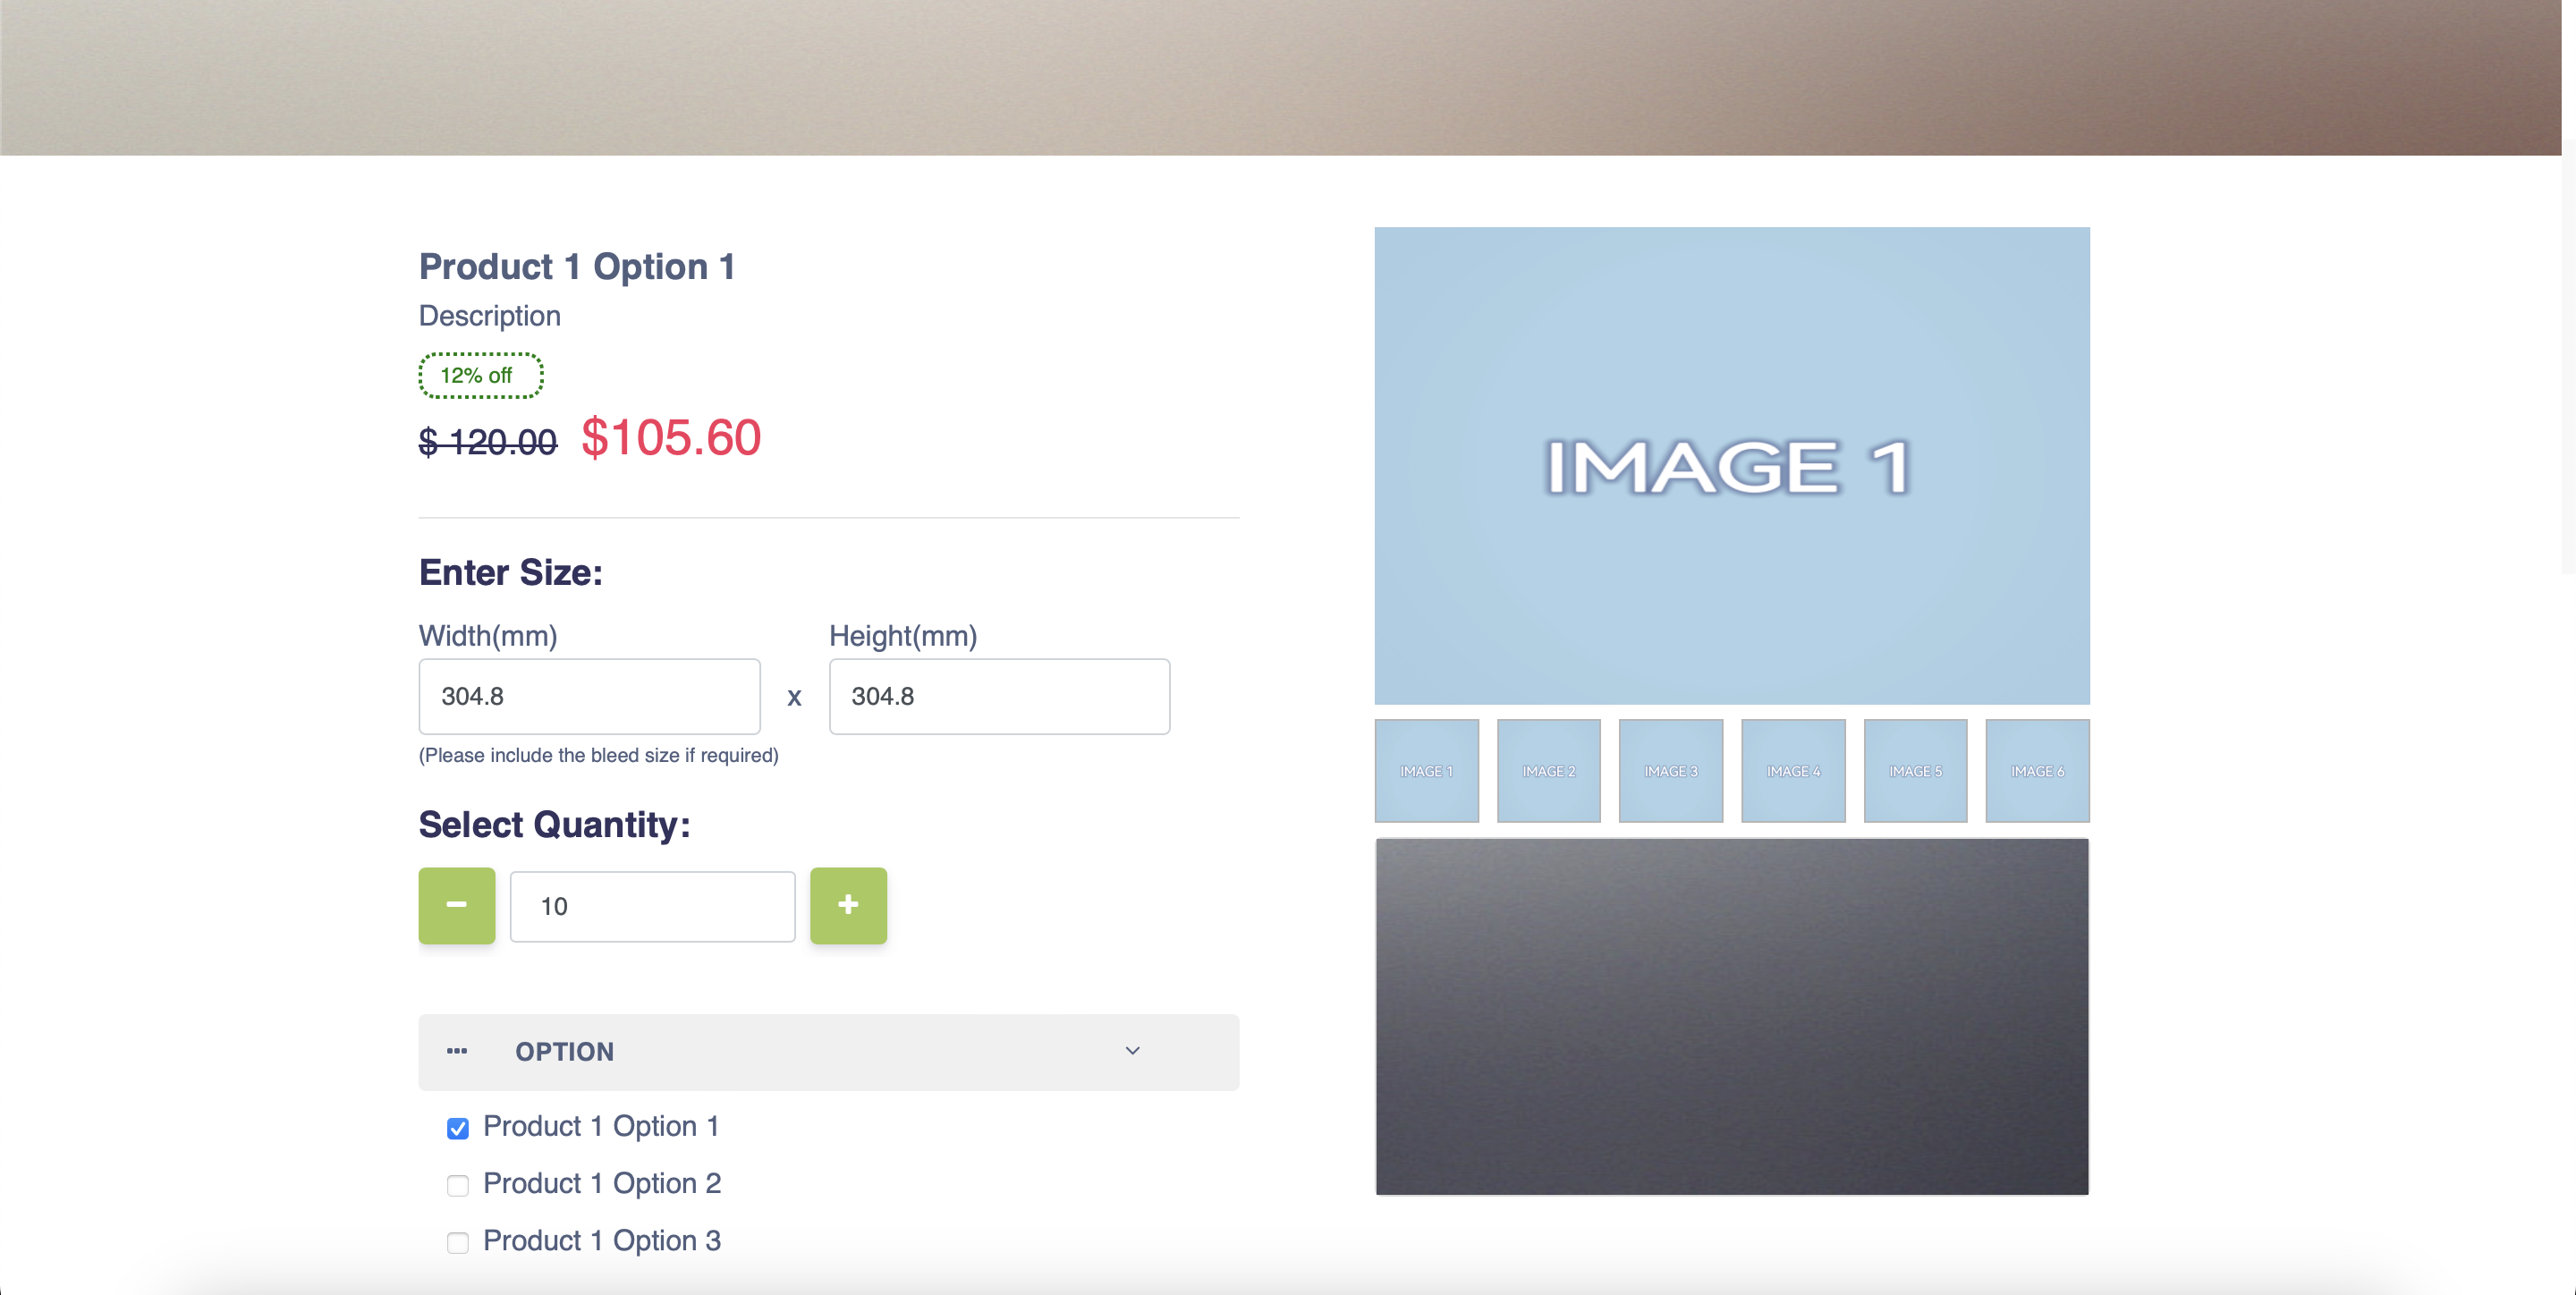 Product 1 Option 1
Description
12% off
$ 120.00 $105.60
Enter Size:
Width(mm) Height(mm)
304.8 x 304.8
(Please include the bleed size if required)
Select Quantity:
− 10 +
••• OPTION
Product 1 Option 1
Product 1 Option 2
Product 1 Option 3
IMAGE 1
IMAGE 1 IMAGE 2 IMAGE 3 IMAGE 4 IMAGE 5 IMAGE 6